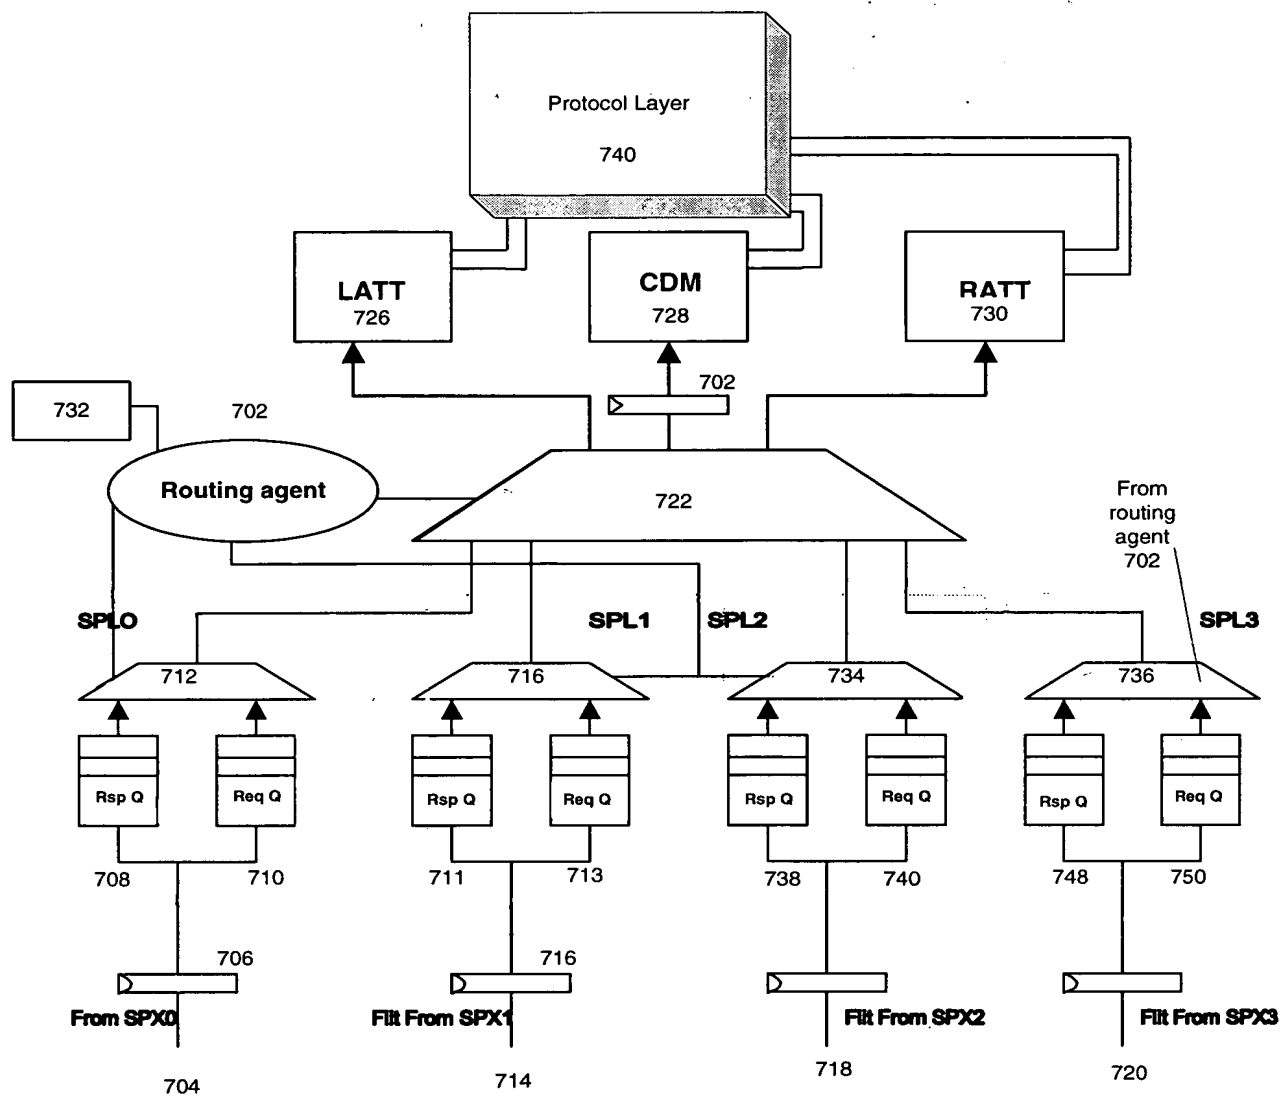 Protocol Layer
740
LATT
726
CDM
728
RATT
730
702
732
702
Routing agent
722
From
routing
agent
702
SPL0
SPL1
SPL2
SPL3
712
716
734
736
Rsp Q
Req Q
Rsp Q
Req Q
Rsp Q
Req Q
Rsp Q
Req Q
708
710
711
713
738
740
748
750
706
716
From SPX0
Flit From SPX1
Flit From SPX2
Flit From SPX3
704
714
718
720